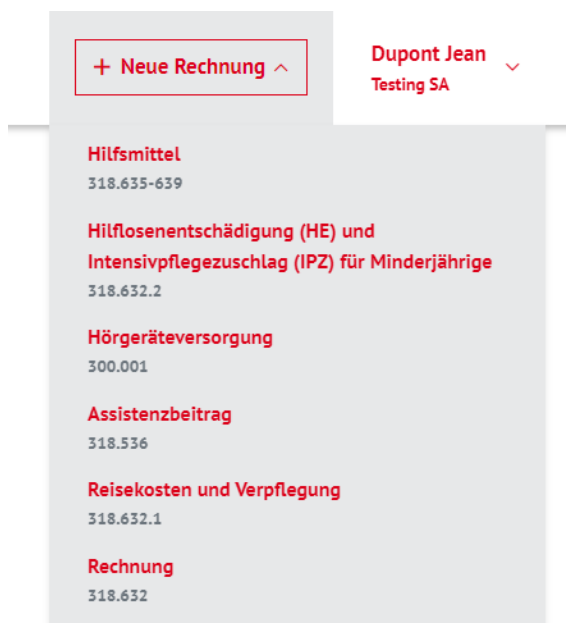 + Neue Rechnung
Dupont Jean
Testing SA
Hilfsmittel
318.635-639
Hilflosenentschädigung (HE) und
Intensivpflegezuschlag (IPZ) für Minderjährige
318.632.2
Hörgeräteversorgung
300.001
Assistenzbeitrag
318.536
Reisekosten und Verpflegung
318.632.1
Rechnung
318.632